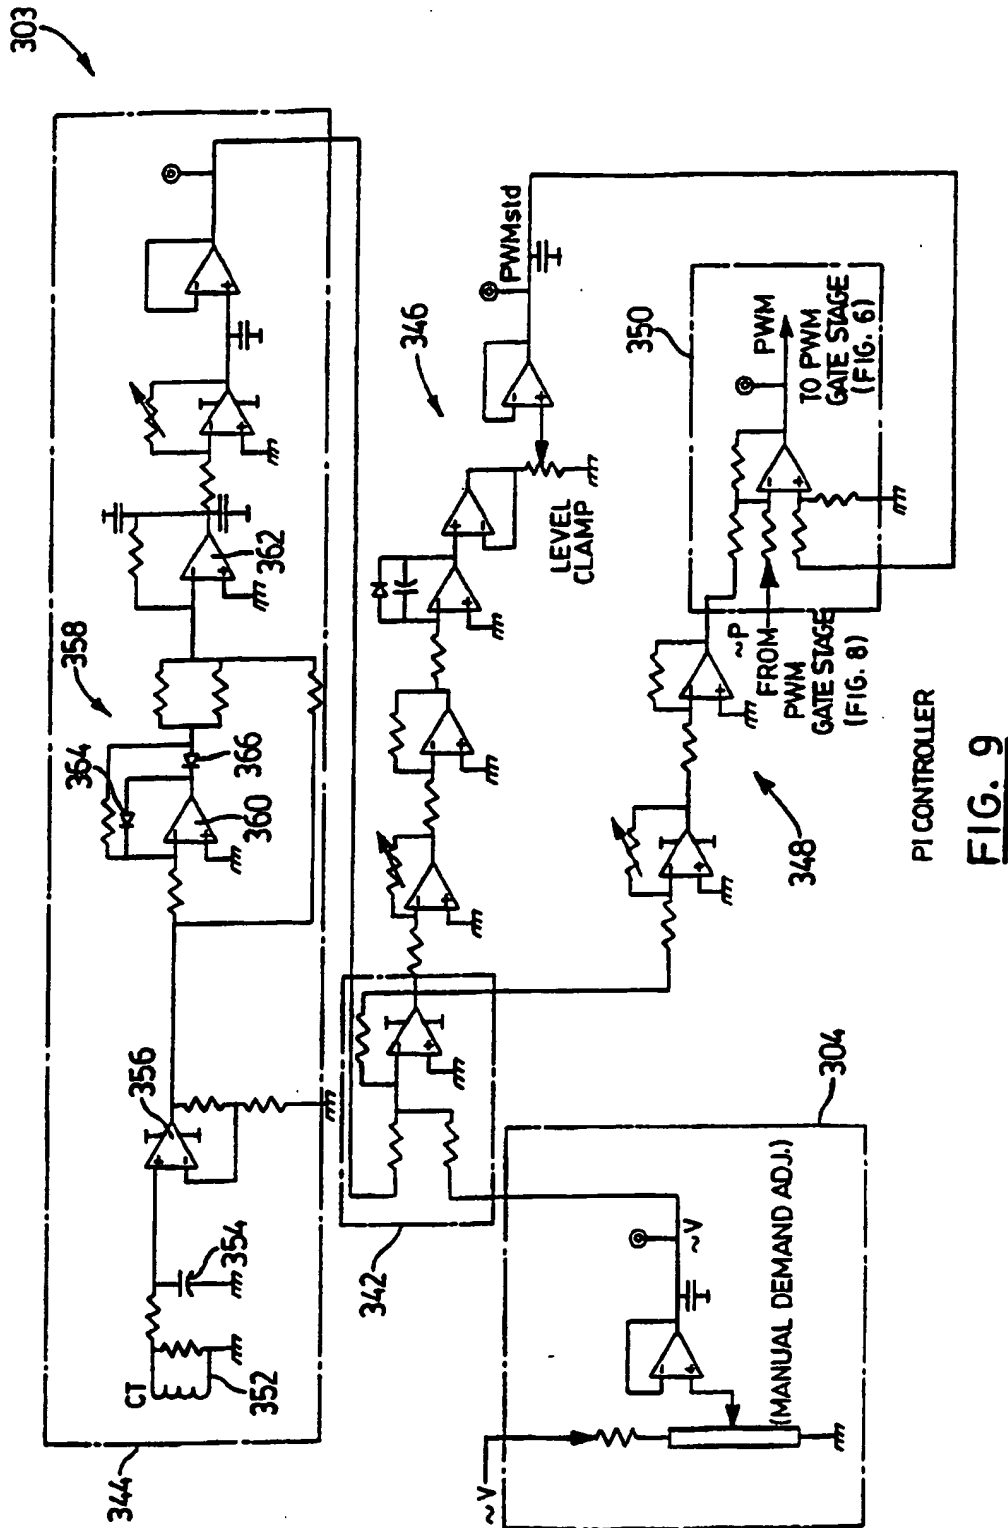 303
344
CT
352
354
356
358
364
360
366
362
342
346
PWMstd
LEVEL
CLAMP
350
PWM
TO PWM
GATE STAGE
(FIG. 6)
~P
FROM
PWM
GATE STAGE
(FIG. 8)
348
304
~V
~V
(MANUAL DEMAND ADJ.)
PI CONTROLLER
FIG. 9